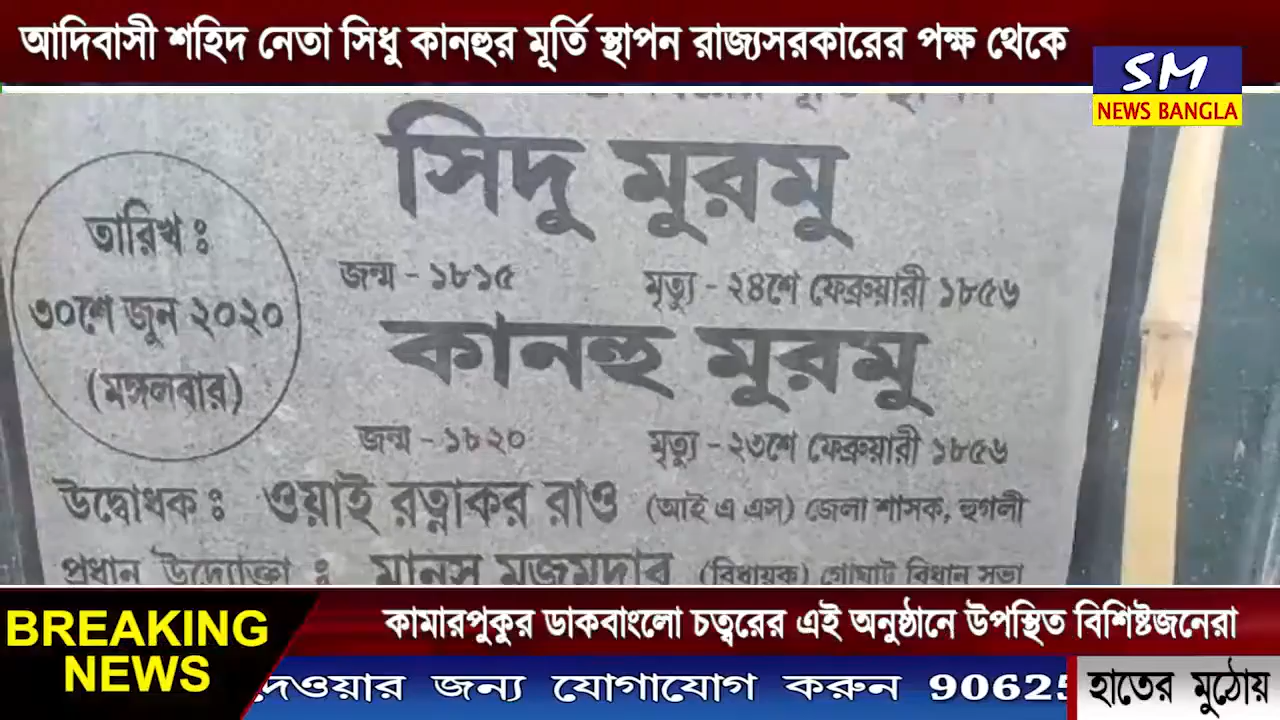 আদিবাসী শহিদ নেতা সিধু কানহুর মূর্তি স্থাপন রাজ্যসরকারের পক্ষ থেকে
SM
NEWS BANGLA
সিদু মুরমু
তারিখ ঃ
৩০শে জুন ২০২০
(মঙ্গলবার)
জন্ম - ১৮১৫ মৃত্যু - ২৪শে ফেব্রুয়ারী ১৮৫৬
কানহু মুরমু
জন্ম - ১৮২০ মৃত্যু - ২৩শে ফেব্রুয়ারী ১৮৫৬
উদ্বোধক ঃ ওয়াই রত্নাকর রাও (আই এ এস) জেলা শাসক, হুগলী
প্রধান উদ্যোক্তা ঃ মানস মজুমদার (বিধায়ক) গোঘাট বিধান সভা
BREAKING
NEWS
কামারপুকুর ডাকবাংলো চত্বরের এই অনুষ্ঠানে উপস্থিত বিশিষ্টজনেরা
দেওয়ার জন্য যোগাযোগ করুন 90625
হাতের মুঠোয়